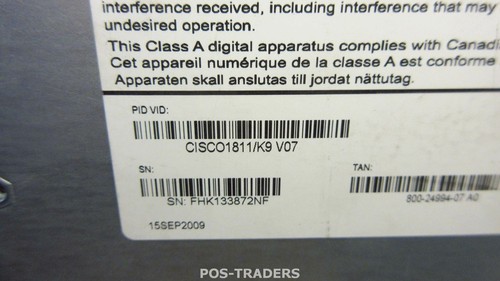 interference received, including interference that may
undesired operation.
This Class A digital apparatus complies with Canadi
Cet appareil numérique de la classe A est conforme
Apparaten skall anslutas till jordat nättutag.
PID VID:
CISCO1811/K9 V07
SN:
TAN:
SN: FHK133872NF
800-24994-07 A0
15SEP2009
POS-TRADERS